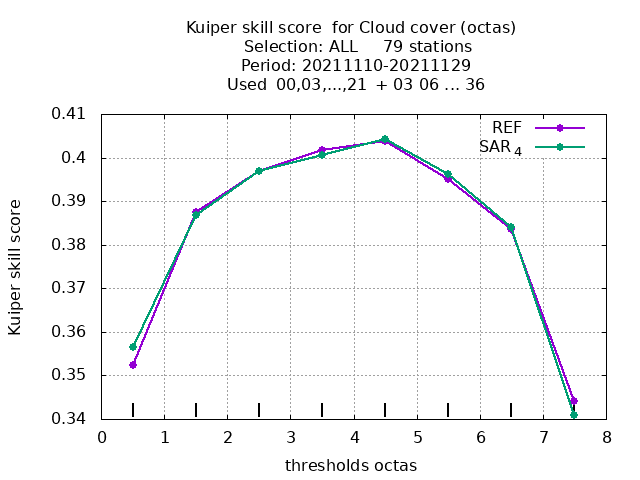 Kuiper skill score  for Cloud cover (octas)
Selection: ALL     79 stations
Period: 20211110-20211129
Used  00,03,...,21  + 03 06 ... 36
REF
SAR 4
0.41
0.4
0.39
0.38
0.37
0.36
0.35
0.34
Kuiper skill score
0 1 2 3 4 5 6 7 8
thresholds octas